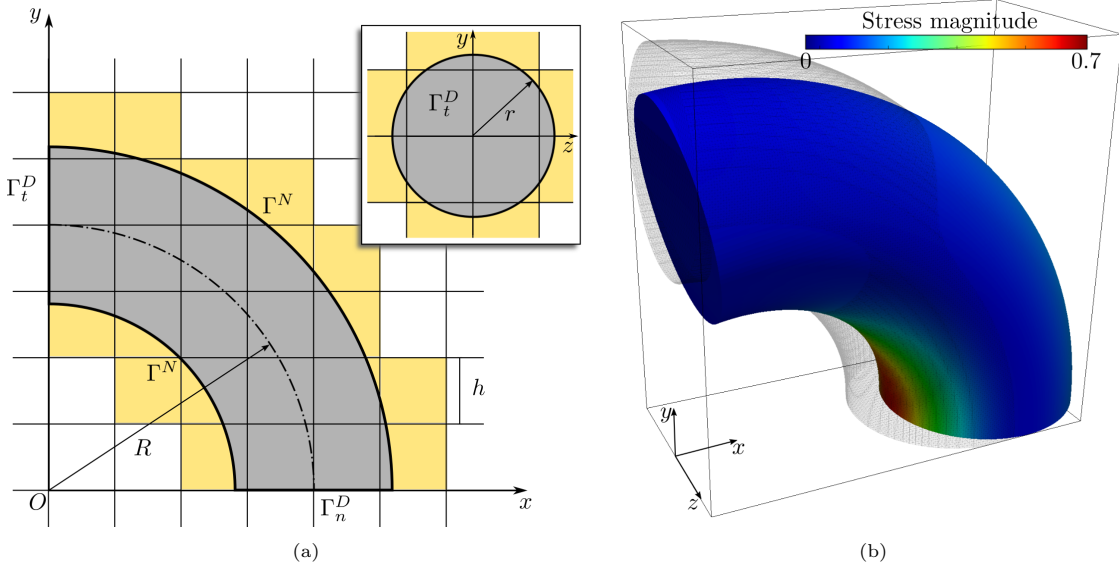 y
Γ_t^D
Γ^N
Γ^N
h
R
O
Γ_n^D
x
y
Γ_t^D
r
z
Stress magnitude
0 0.7
y
x
z
(a) (b)